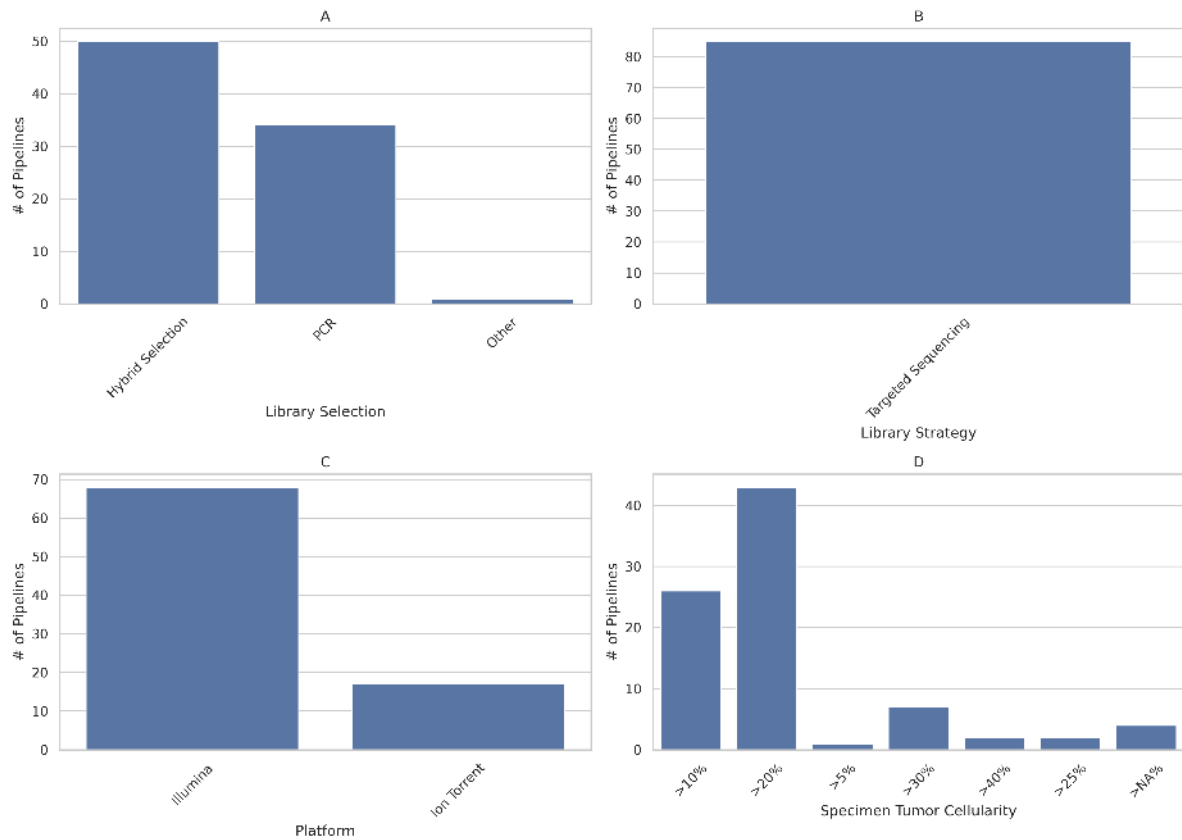 A
# of Pipelines
50
40
30
20
10
0
Hybrid Selection
PCR
Other
Library Selection
B
# of Pipelines
80
70
60
50
40
30
20
10
0
Targeted Sequencing
Library Strategy
C
# of Pipelines
70
60
50
40
30
20
10
0
Illumina
Ion Torrent
Platform
D
# of Pipelines
40
30
20
10
0
>10%
>20%
>5%
>30%
>40%
>25%
>NA%
Specimen Tumor Cellularity